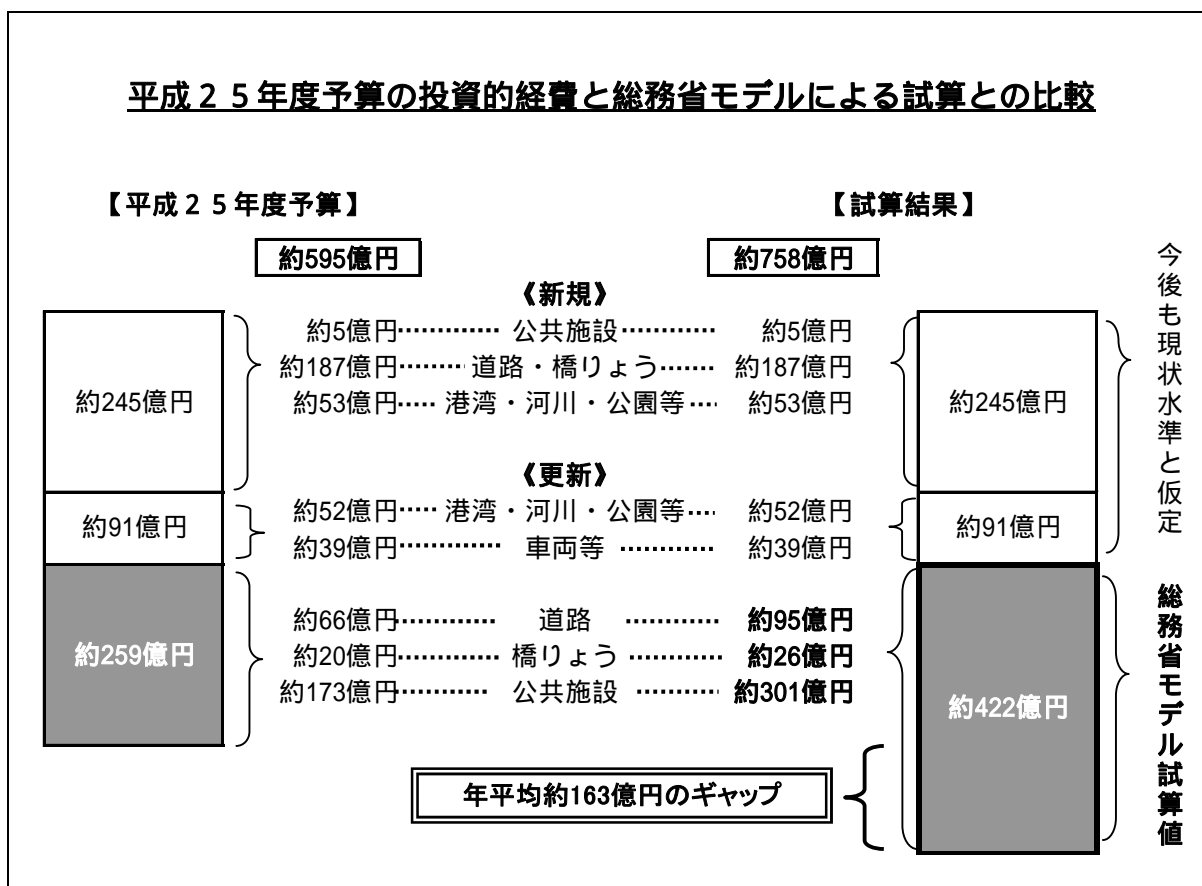 平成２５年度予算の投資的経費と総務省モデルによる試算との比較
【平成２５年度予算】
【試算結果】
約595億円
約758億円
《新規》
約5億円………… 公共施設………… 約5億円
約187億円……… 道路・橋りょう…… 約187億円
約53億円…… 港湾・河川・公園等… 約53億円
約245億円
約245億円
《更新》
約52億円…… 港湾・河川・公園等… 約52億円
約39億円………… 車両等 ………… 約39億円
約91億円
約91億円
今後も現状水準と仮定
約66億円………… 道路 ………… 約95億円
約20億円………… 橋りょう ………… 約26億円
約173億円………… 公共施設 ………… 約301億円
約259億円
約422億円
総務省モデル試算値
年平均約163億円のギャップ